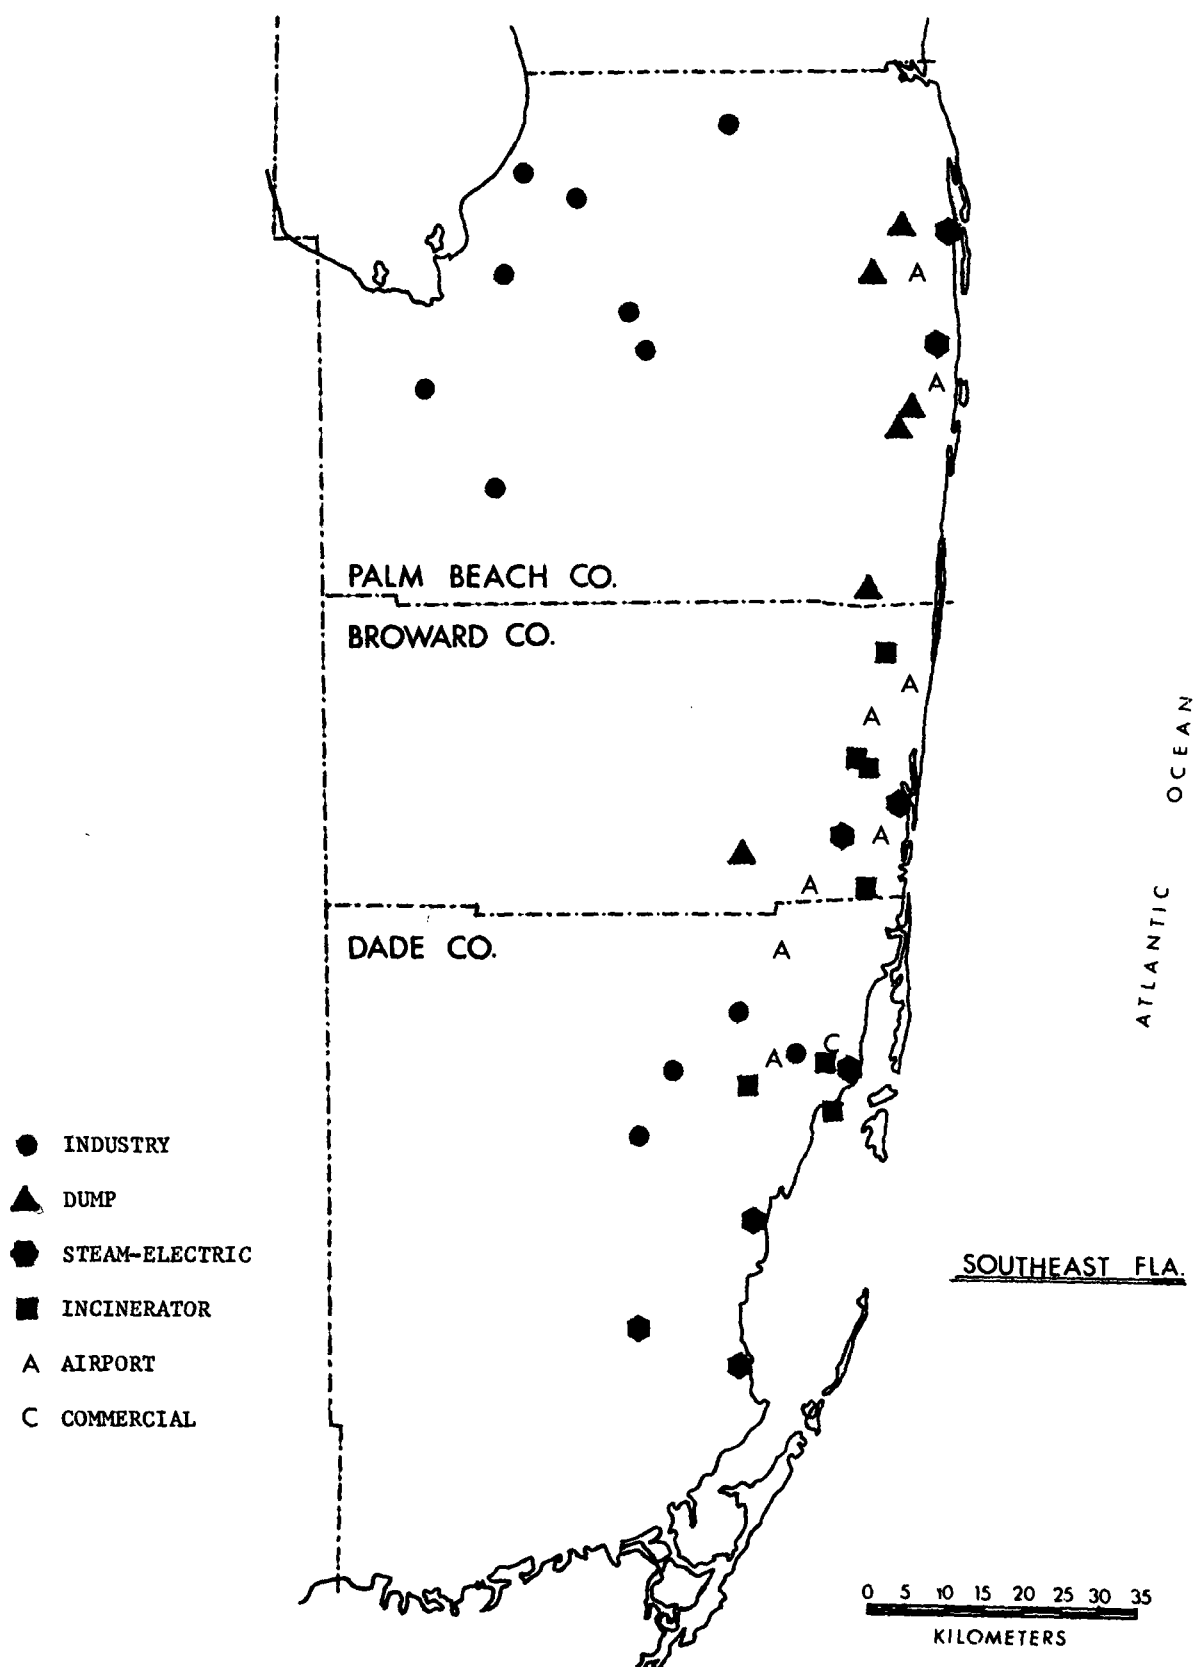 PALM BEACH CO.
BROWARD CO.
A
A
A
A
A
A
OCEAN
ATLANTIC
DADE CO.
A
C
A
INDUSTRY
DUMP
STEAM-ELECTRIC
SOUTHEAST FLA.
INCINERATOR
A AIRPORT
C COMMERCIAL
0 5 10 15 20 25 30 35
KILOMETERS